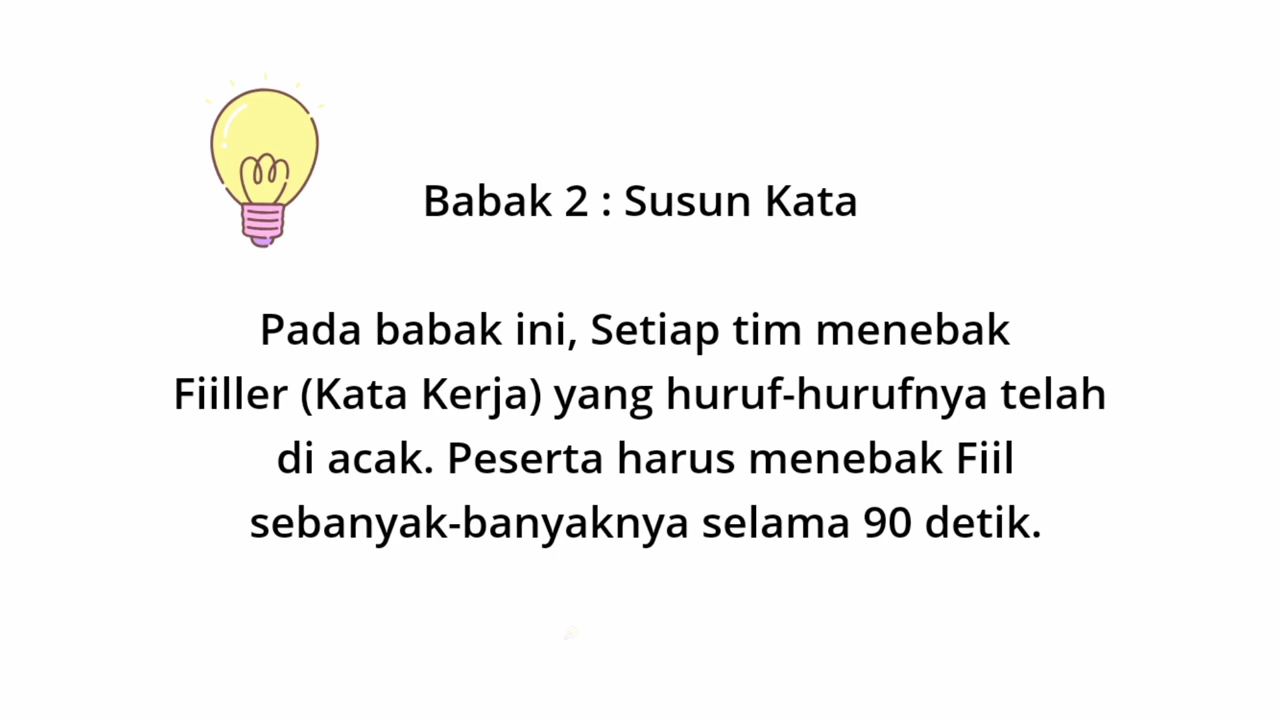 Babak 2 : Susun Kata
Pada babak ini, Setiap tim menebak
Fiiller (Kata Kerja) yang huruf-hurufnya telah
di acak. Peserta harus menebak Fiil
sebanyak-banyaknya selama 90 detik.